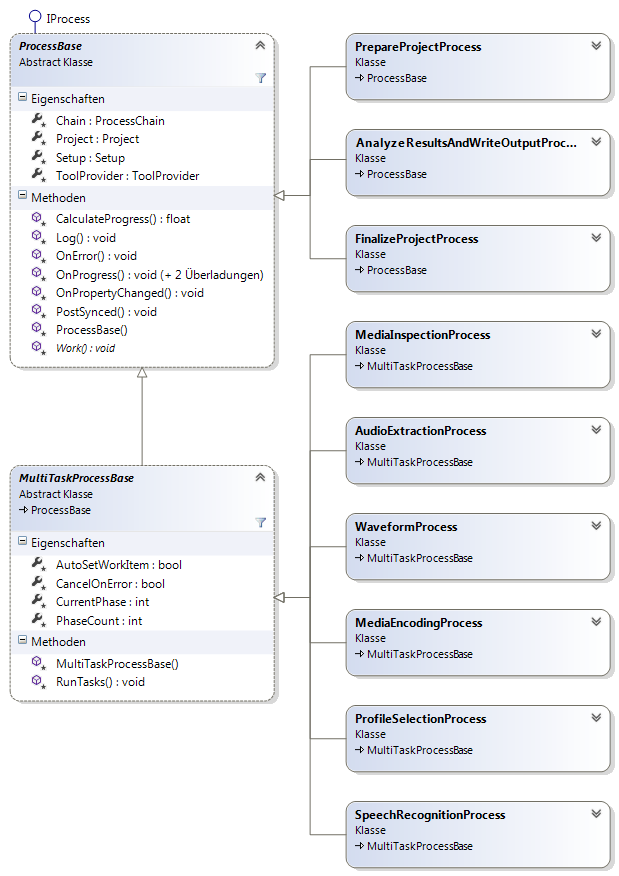 IProcess
ProcessBase
Abstract Klasse
Eigenschaften
Chain : ProcessChain
Project : Project
Setup : Setup
ToolProvider : ToolProvider
Methoden
CalculateProgress() : float
Log() : void
OnError() : void
OnProgress() : void (+ 2 Überladungen)
OnPropertyChanged() : void
PostSynced() : void
ProcessBase()
Work() : void
MultiTaskProcessBase
Abstract Klasse
ProcessBase
Eigenschaften
AutoSetWorkItem : bool
CancelOnError : bool
CurrentPhase : int
PhaseCount : int
Methoden
MultiTaskProcessBase()
RunTasks() : void
PrepareProjectProcess
Klasse
ProcessBase
AnalyzeResultsAndWriteOutputProc...
Klasse
ProcessBase
FinalizeProjectProcess
Klasse
ProcessBase
MediaInspectionProcess
Klasse
MultiTaskProcessBase
AudioExtractionProcess
Klasse
MultiTaskProcessBase
WaveformProcess
Klasse
MultiTaskProcessBase
MediaEncodingProcess
Klasse
MultiTaskProcessBase
ProfileSelectionProcess
Klasse
MultiTaskProcessBase
SpeechRecognitionProcess
Klasse
MultiTaskProcessBase